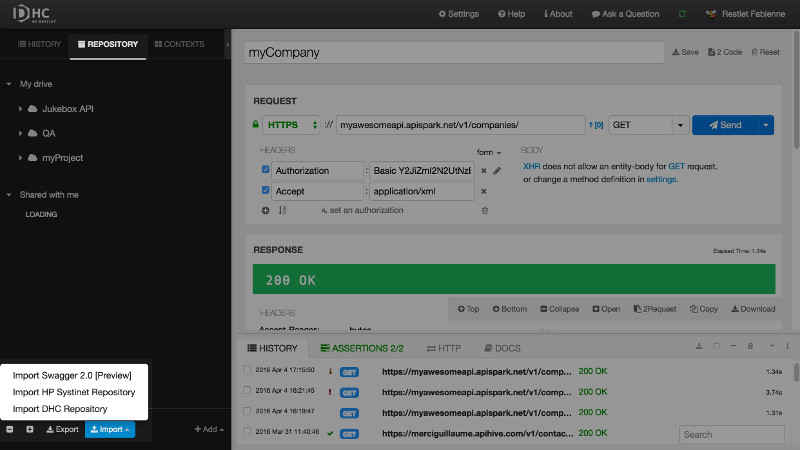 DHC
BY RESTLET
Settings
Help
About
Ask a Question
Restlet Fabienne
HISTORY
REPOSITORY
CONTEXTS
My drive
Jukebox API
QA
myProject
Shared with me
LOADING
Import Swagger 2.0 [Preview]
Import HP Systinet Repository
Import DHC Repository
Export
Import
Add
myCompany
Save
2 Code
Reset
REQUEST
HTTPS
://
myawesomeapi.apispark.net/v1/companies/
? [0]
GET
Send
HEADERS
form
BODY
Authorization : Basic Y2JiZmI2N2UtNzE
Accept : application/xml
set an authorization
XHR does not allow an entity-body for GET request.
or change a method definition in settings.
RESPONSE
Elapsed Time: 1.34s
200 OK
Top
Bottom
Collapse
Open
2Request
Copy
Download
HEADERS
Accept-Ranges: bytes
HISTORY
ASSERTIONS 2/2
HTTP
DOCS
2016 Apr 4 17:15:50 GET https://myawesomeapi.apispark.net/v1/comp... 200 OK 1.34s
2016 Apr 4 16:21:45 GET https://myawesomeapi.apispark.net/v1/comp... 200 OK 3.74s
2016 Apr 4 16:19:47 GET https://myawesomeapi.apispark.net/v1/comp... 200 OK 1.31s
2016 Mar 31 11:40:46 GET https://merciguillaume.apihive.com/v1/contac... 200 OK
Search